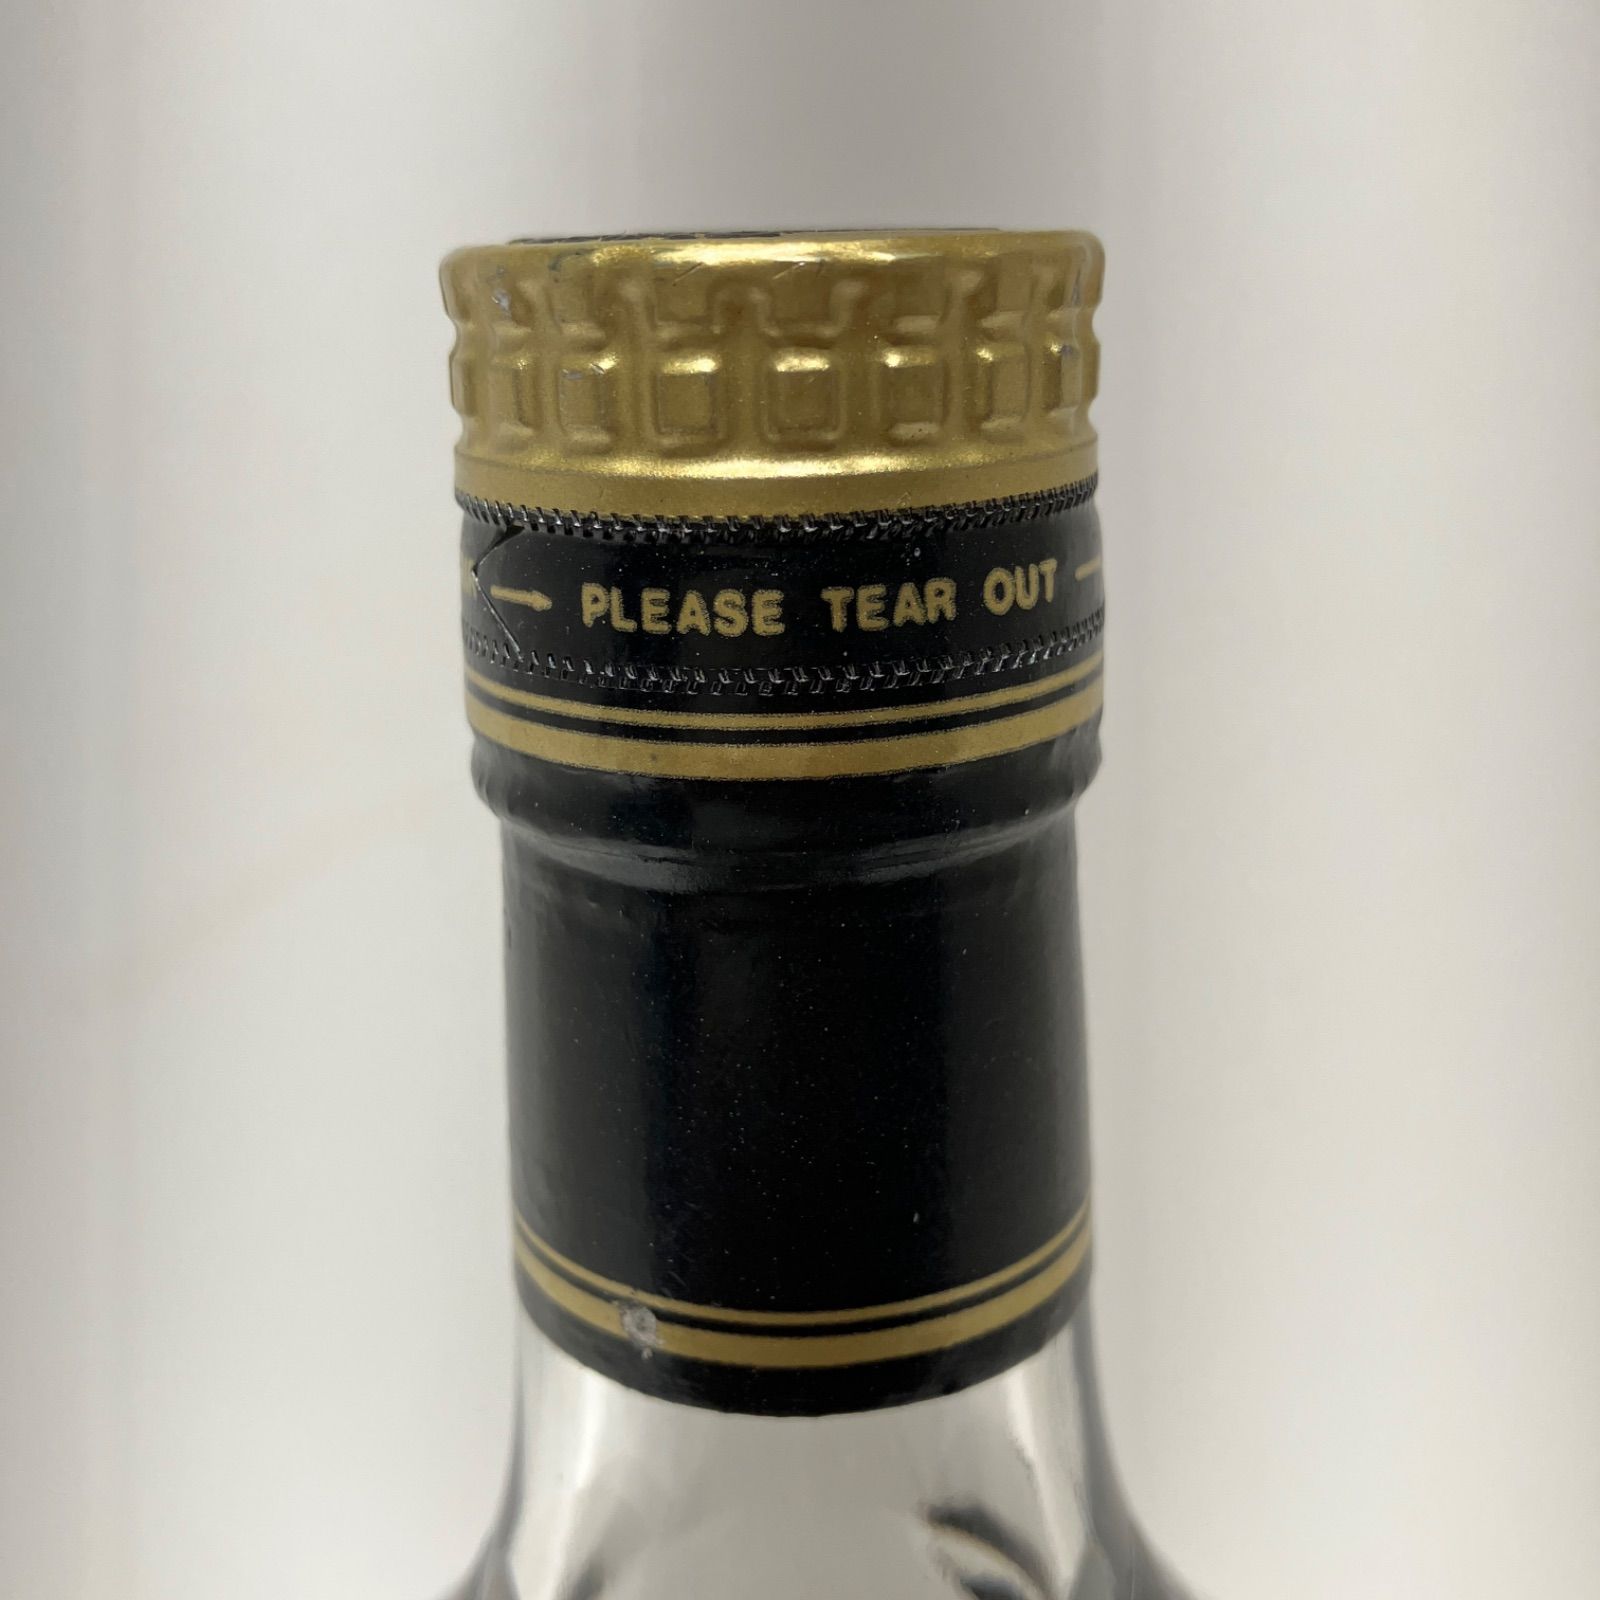 → PLEASE TEAR OUT